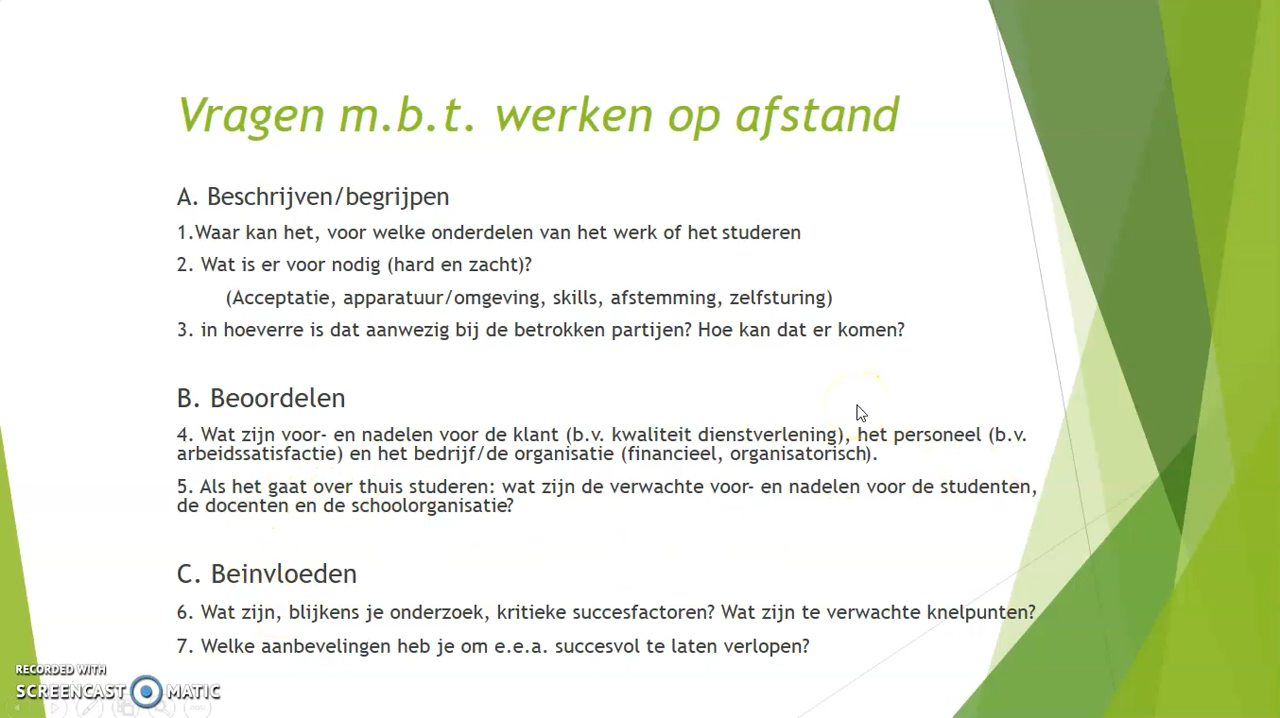 Vragen m.b.t. werken op afstand
A. Beschrijven/begrijpen
1.Waar kan het, voor welke onderdelen van het werk of het studeren
2. Wat is er voor nodig (hard en zacht)?
(Acceptatie, apparatuur/omgeving, skills, afstemming, zelfsturing)
3. in hoeverre is dat aanwezig bij de betrokken partijen? Hoe kan dat er komen?
B. Beoordelen
4. Wat zijn voor- en nadelen voor de klant (b.v. kwaliteit dienstverlening), het personeel (b.v.
arbeidssatisfactie) en het bedrijf/de organisatie (financieel, organisatorisch).
5. Als het gaat over thuis studeren: wat zijn de verwachte voor- en nadelen voor de studenten,
de docenten en de schoolorganisatie?
C. Beinvloeden
6. Wat zijn, blijkens je onderzoek, kritieke succesfactoren? Wat zijn te verwachte knelpunten?
7. Welke aanbevelingen heb je om e.e.a. succesvol te laten verlopen?
RECORDED WITH
SCREENCAST MATIC